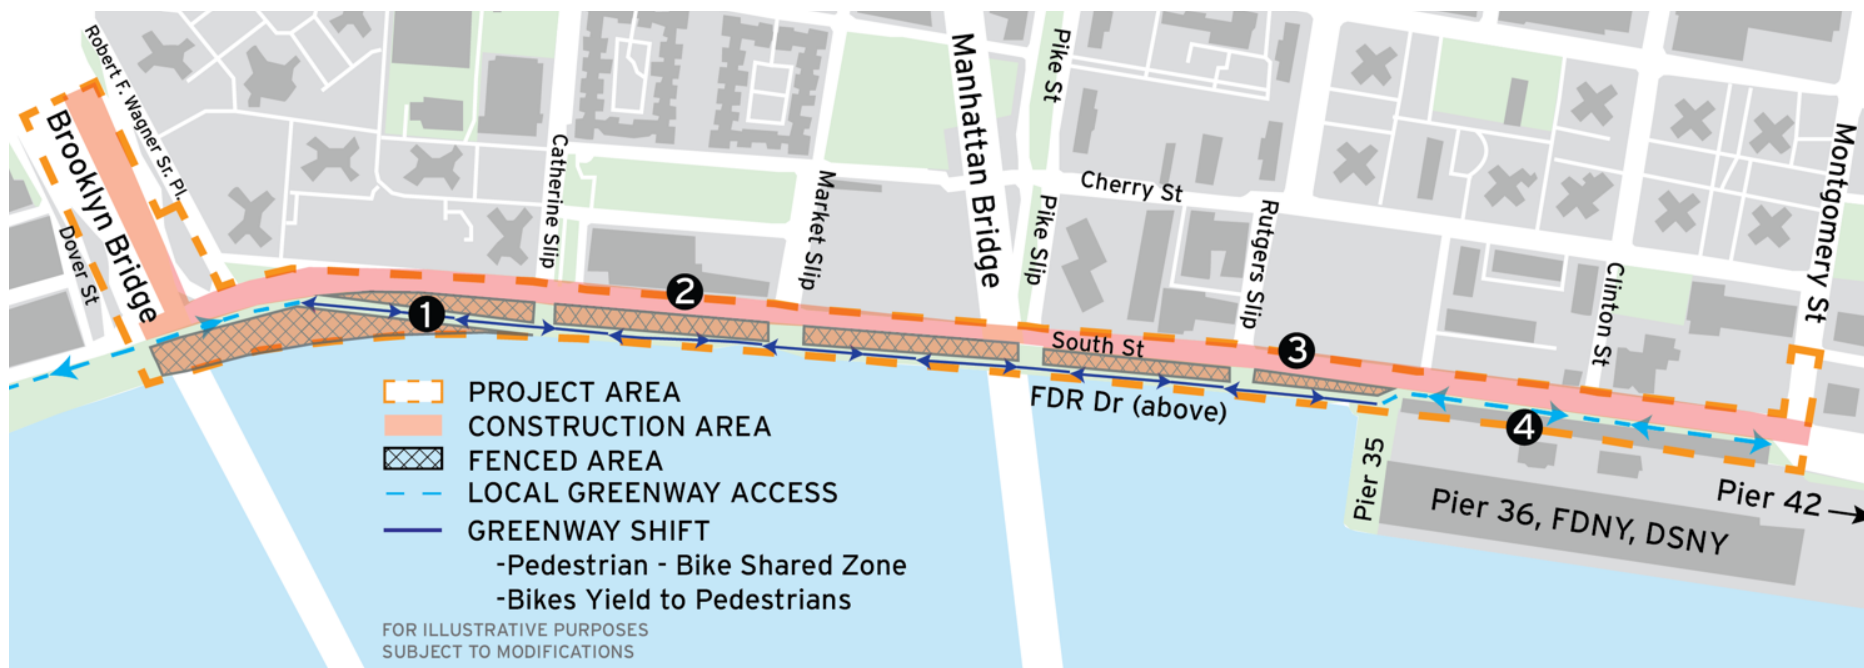 Robert F. Wagner Sr. Pl.
Brooklyn Bridge
Dover St
Catherine Slip
Market Slip
Manhattan Bridge
Pike St
Pike Slip
Cherry St
Rutgers Slip
Clinton St
Montgomery St
1
2
3
4
South St
FDR Dr (above)
Pier 35
Pier 36, FDNY, DSNY
Pier 42
PROJECT AREA
CONSTRUCTION AREA
FENCED AREA
LOCAL GREENWAY ACCESS
GREENWAY SHIFT
-Pedestrian - Bike Shared Zone
-Bikes Yield to Pedestrians
FOR ILLUSTRATIVE PURPOSES
SUBJECT TO MODIFICATIONS